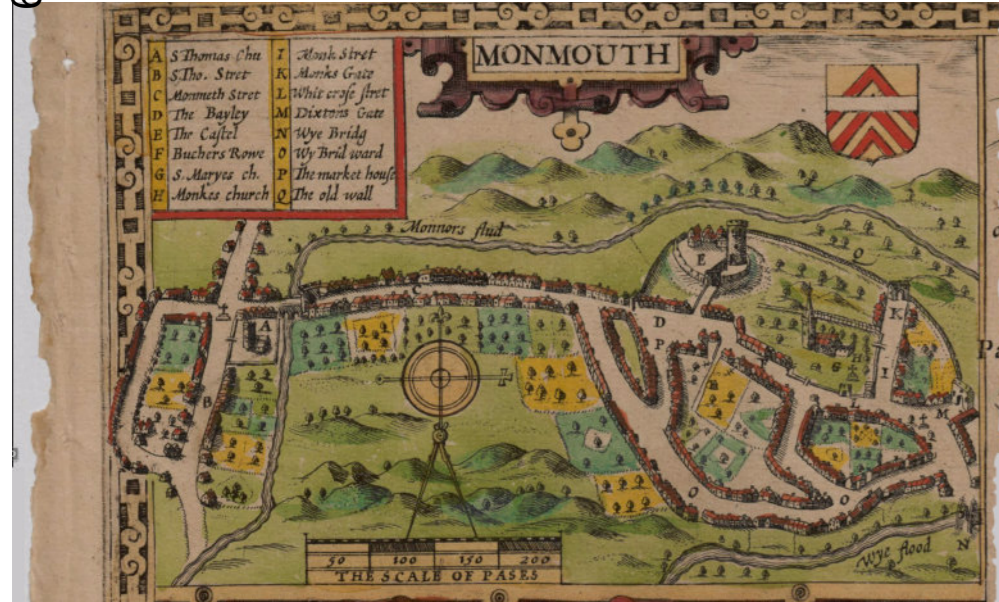 MONMOUTH
A S Thomas Chu
B S.Tho. Stret
C Monmeth Stret
D The Bayley
E The Castel
F Buchers Rowe
G S. Maryes ch.
H Monkes church
I Monk Stret
K Monks Gate
L Whit crose stret
M Dixtons Gate
N Wye Bridg
O Wy Brid ward
P The market house
Q The old wall
Monnors flud
E
Q
C
K
A
D
P
H
G
I
B
M
O
O
N
Wye flood
50 100 150 200
THE SCALE OF PASES